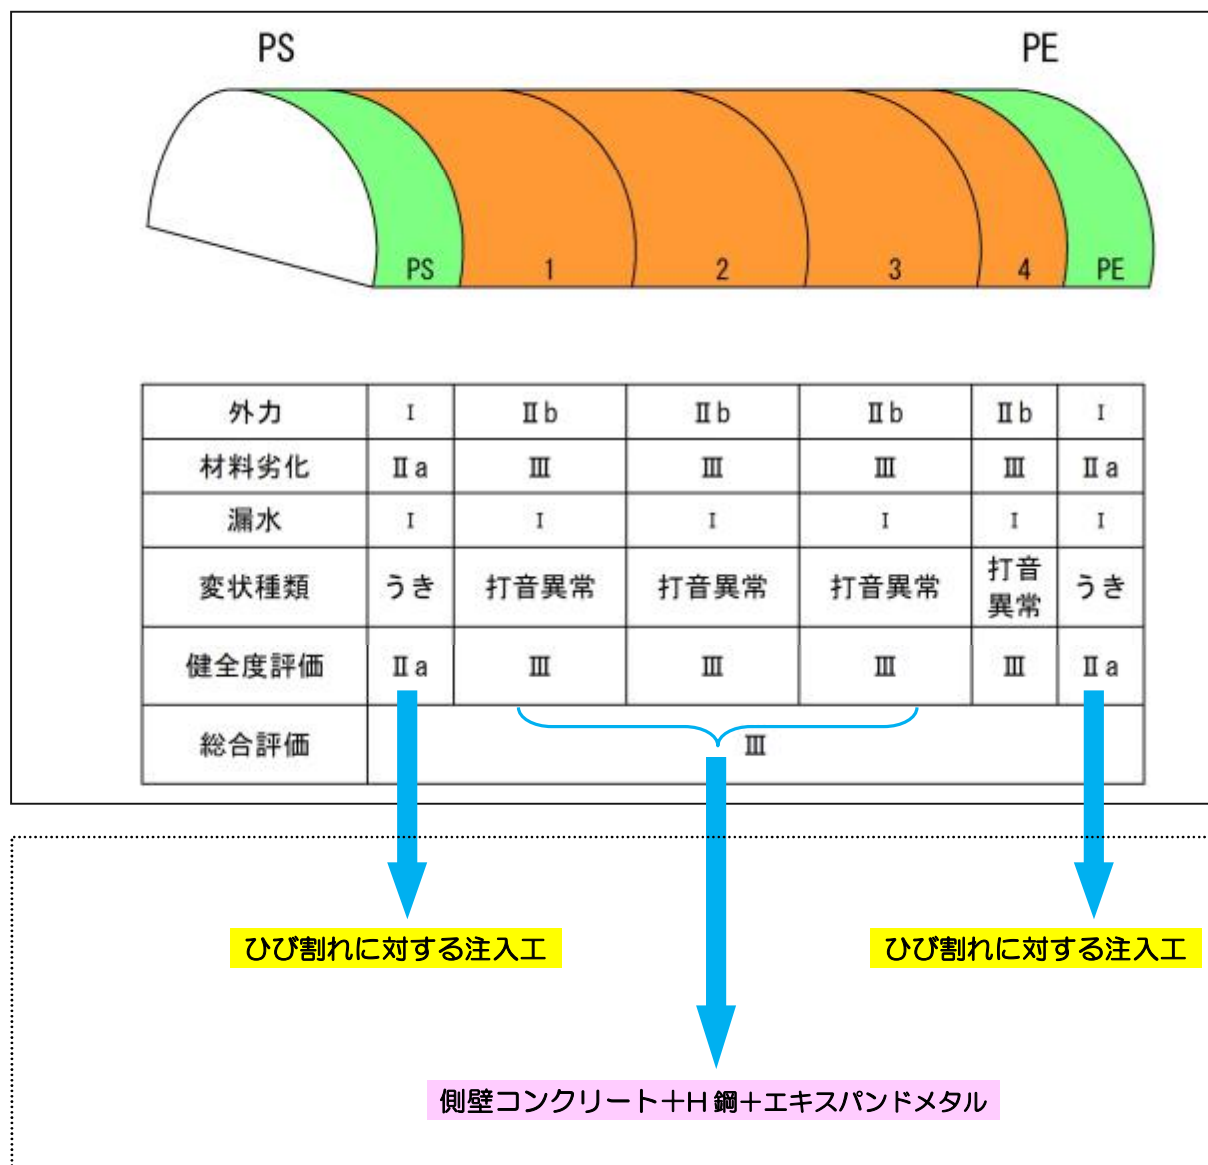 PS PE
PS 1 2 3 4 PE
外力 I Ⅱb Ⅱb Ⅱb Ⅱb I
材料劣化 Ⅱa Ⅲ Ⅲ Ⅲ Ⅲ Ⅱa
漏水 I I I I I I
変状種類 うき 打音異常 打音異常 打音異常 打音 うき
異常
健全度評価 Ⅱa Ⅲ Ⅲ Ⅲ Ⅲ Ⅱa
総合評価 Ⅲ
ひび割れに対する注入工 ひび割れに対する注入工
側壁コンクリート＋H鋼＋エキスパンドメタル